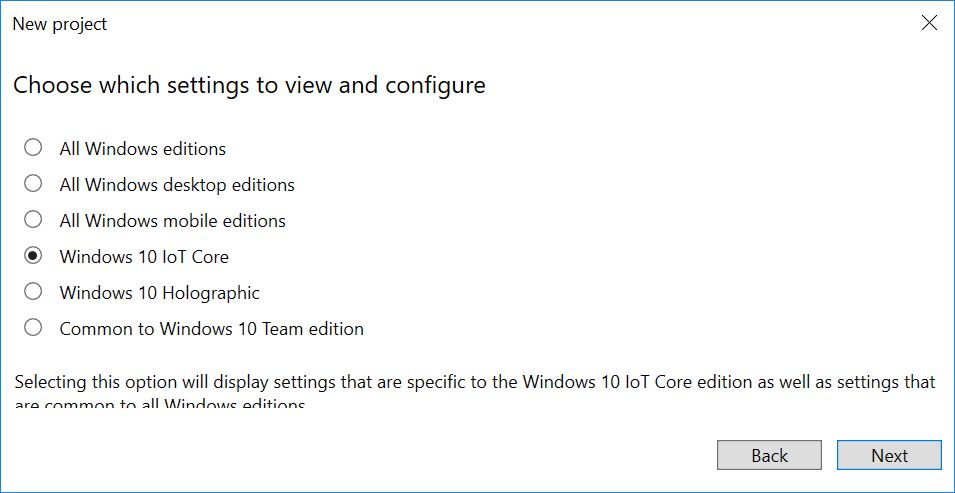 New project
Choose which settings to view and configure
All Windows editions
All Windows desktop editions
All Windows mobile editions
Windows 10 IoT Core
Windows 10 Holographic
Common to Windows 10 Team edition
Selecting this option will display settings that are specific to the Windows 10 IoT Core edition as well as settings that
are common to all Windows editions
Back
Next